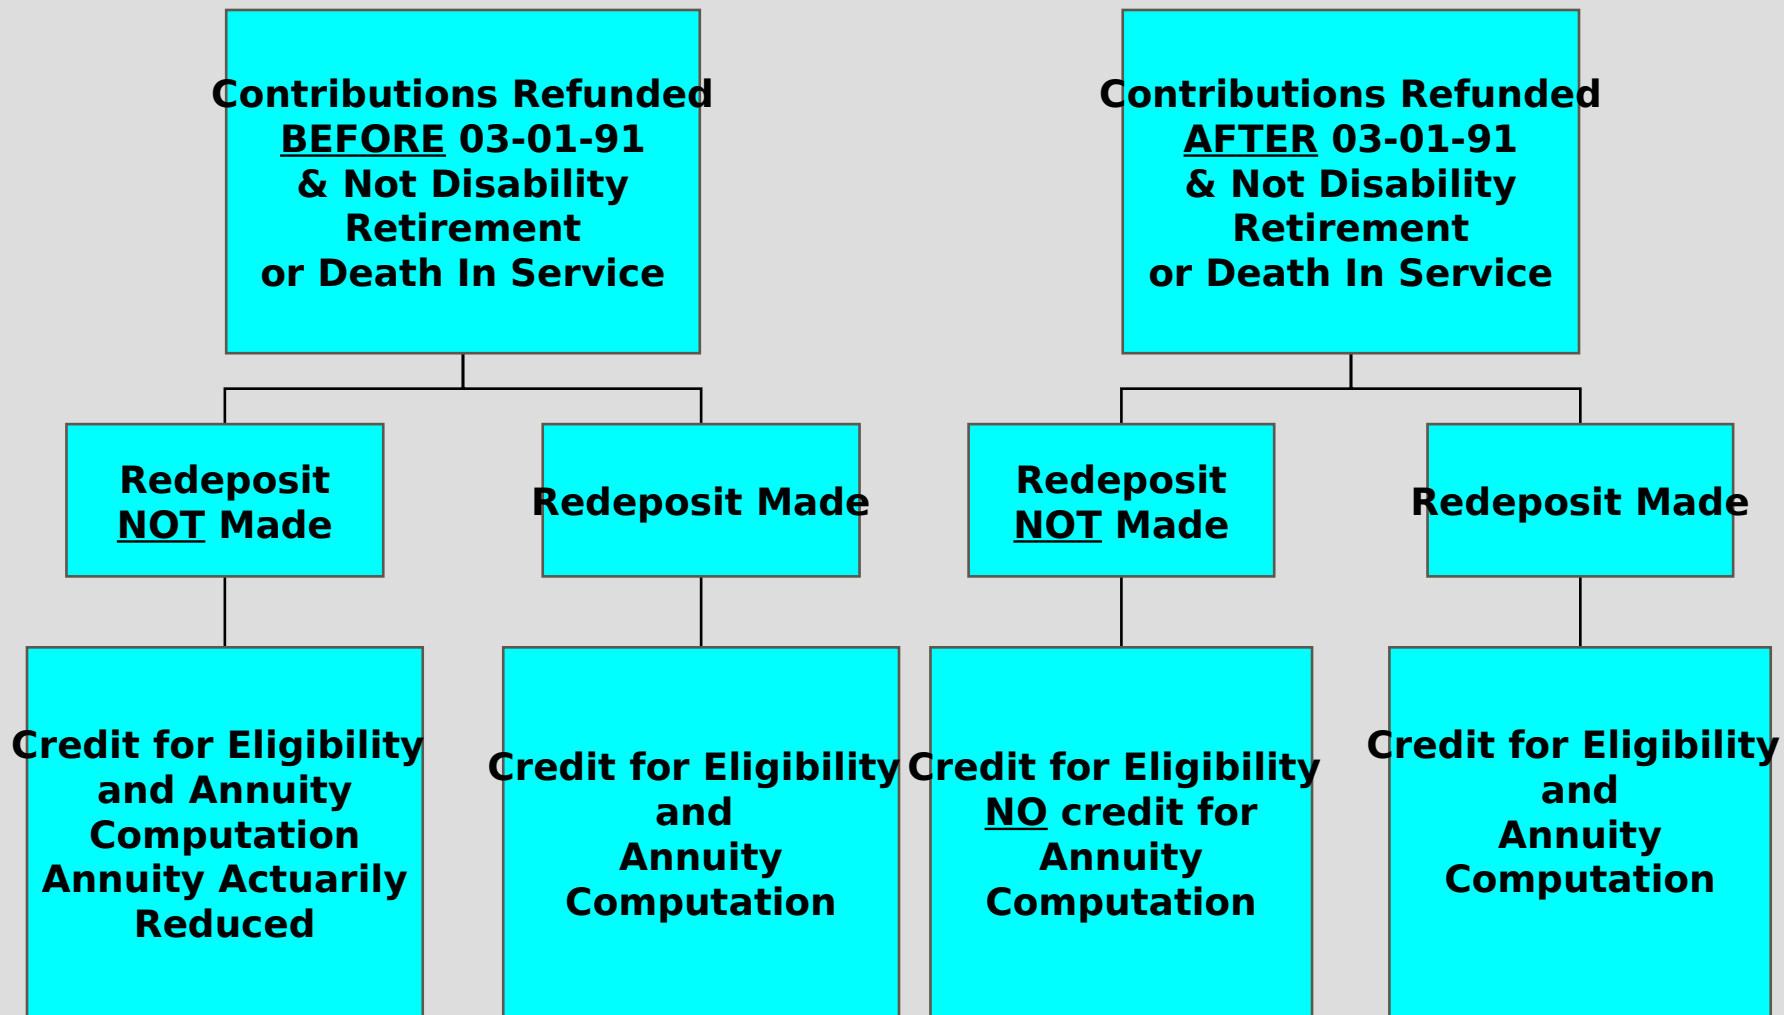 Contributions Refunded
BEFORE 03-01-91
& Not Disability
Retirement
or Death In Service
Contributions Refunded
AFTER 03-01-91
& Not Disability
Retirement
or Death In Service
Redeposit
NOT Made
Redeposit Made
Redeposit
NOT Made
Redeposit Made
Credit for Eligibility
and Annuity
Computation
Annuity Actuarily
Reduced
Credit for Eligibility
and
Annuity
Computation
Credit for Eligibility
NO credit for
Annuity
Computation
Credit for Eligibility
and
Annuity
Computation